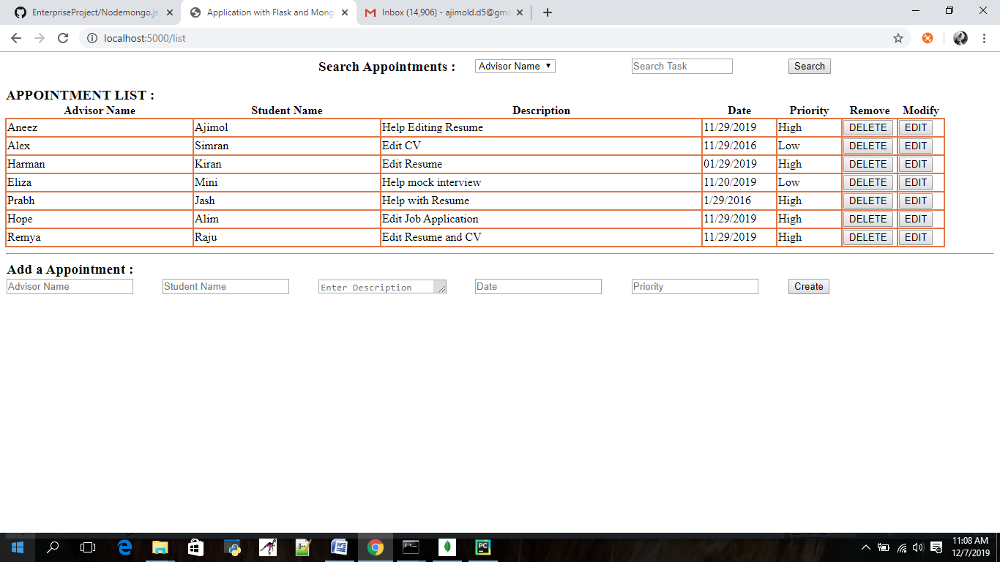 EnterpriseProject/Nodemongo.js
Application with Flask and Mong
Inbox (14,906) - ajimold.d5@gma
localhost:5000/list
Search Appointments : Advisor Name Search Task Search
APPOINTMENT LIST :
Advisor Name Student Name Description Date Priority Remove Modify
Aneez Ajimol Help Editing Resume 11/29/2019 High DELETE EDIT
Alex Simran Edit CV 11/29/2016 Low DELETE EDIT
Harman Kiran Edit Resume 01/29/2019 High DELETE EDIT
Eliza Mini Help mock interview 11/20/2019 Low DELETE EDIT
Prabh Jash Help with Resume 1/29/2016 High DELETE EDIT
Hope Alim Edit Job Application 11/29/2019 High DELETE EDIT
Remya Raju Edit Resume and CV 11/29/2019 High DELETE EDIT
Add a Appointment :
Advisor Name Student Name Enter Description Date Priority Create
11:08 AM
12/7/2019